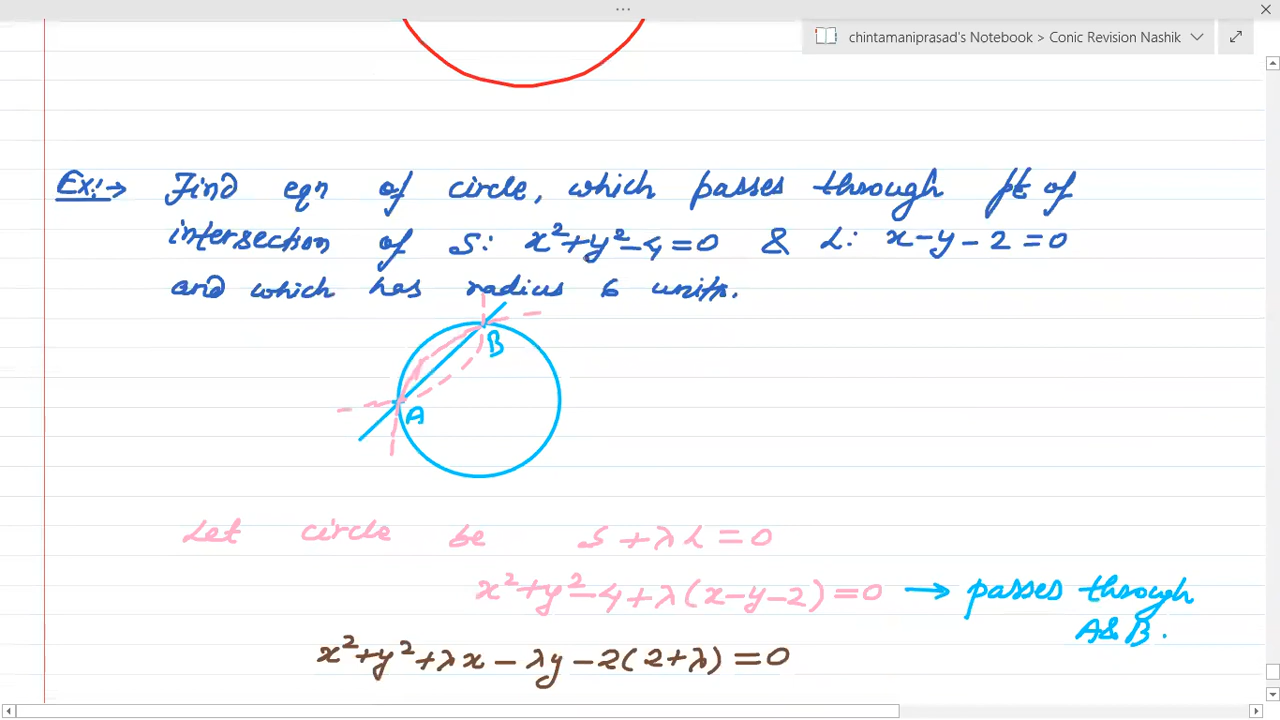 ...
chintamaniprasad's Notebook > Conic Revision Nashik
Ex:→ Find eqn of circle, which passes through pt of
intersection of S: x²+y²-4=0 & L: x-y-2=0
and which has radius 6 units.
B
A
Let circle be S+λL=0
x²+y²-4+λ(x-y-2)=0 → passes through
A&B.
x²+y²+λx-λy-2(2+λ)=0